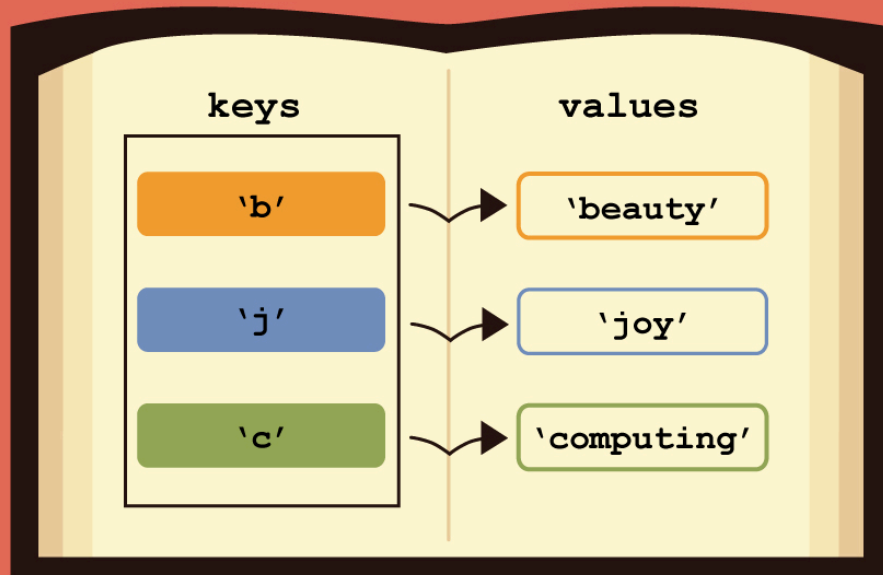 keys values
‘b’ ‘beauty’
‘j’ ‘joy’
‘c’ ‘computing’